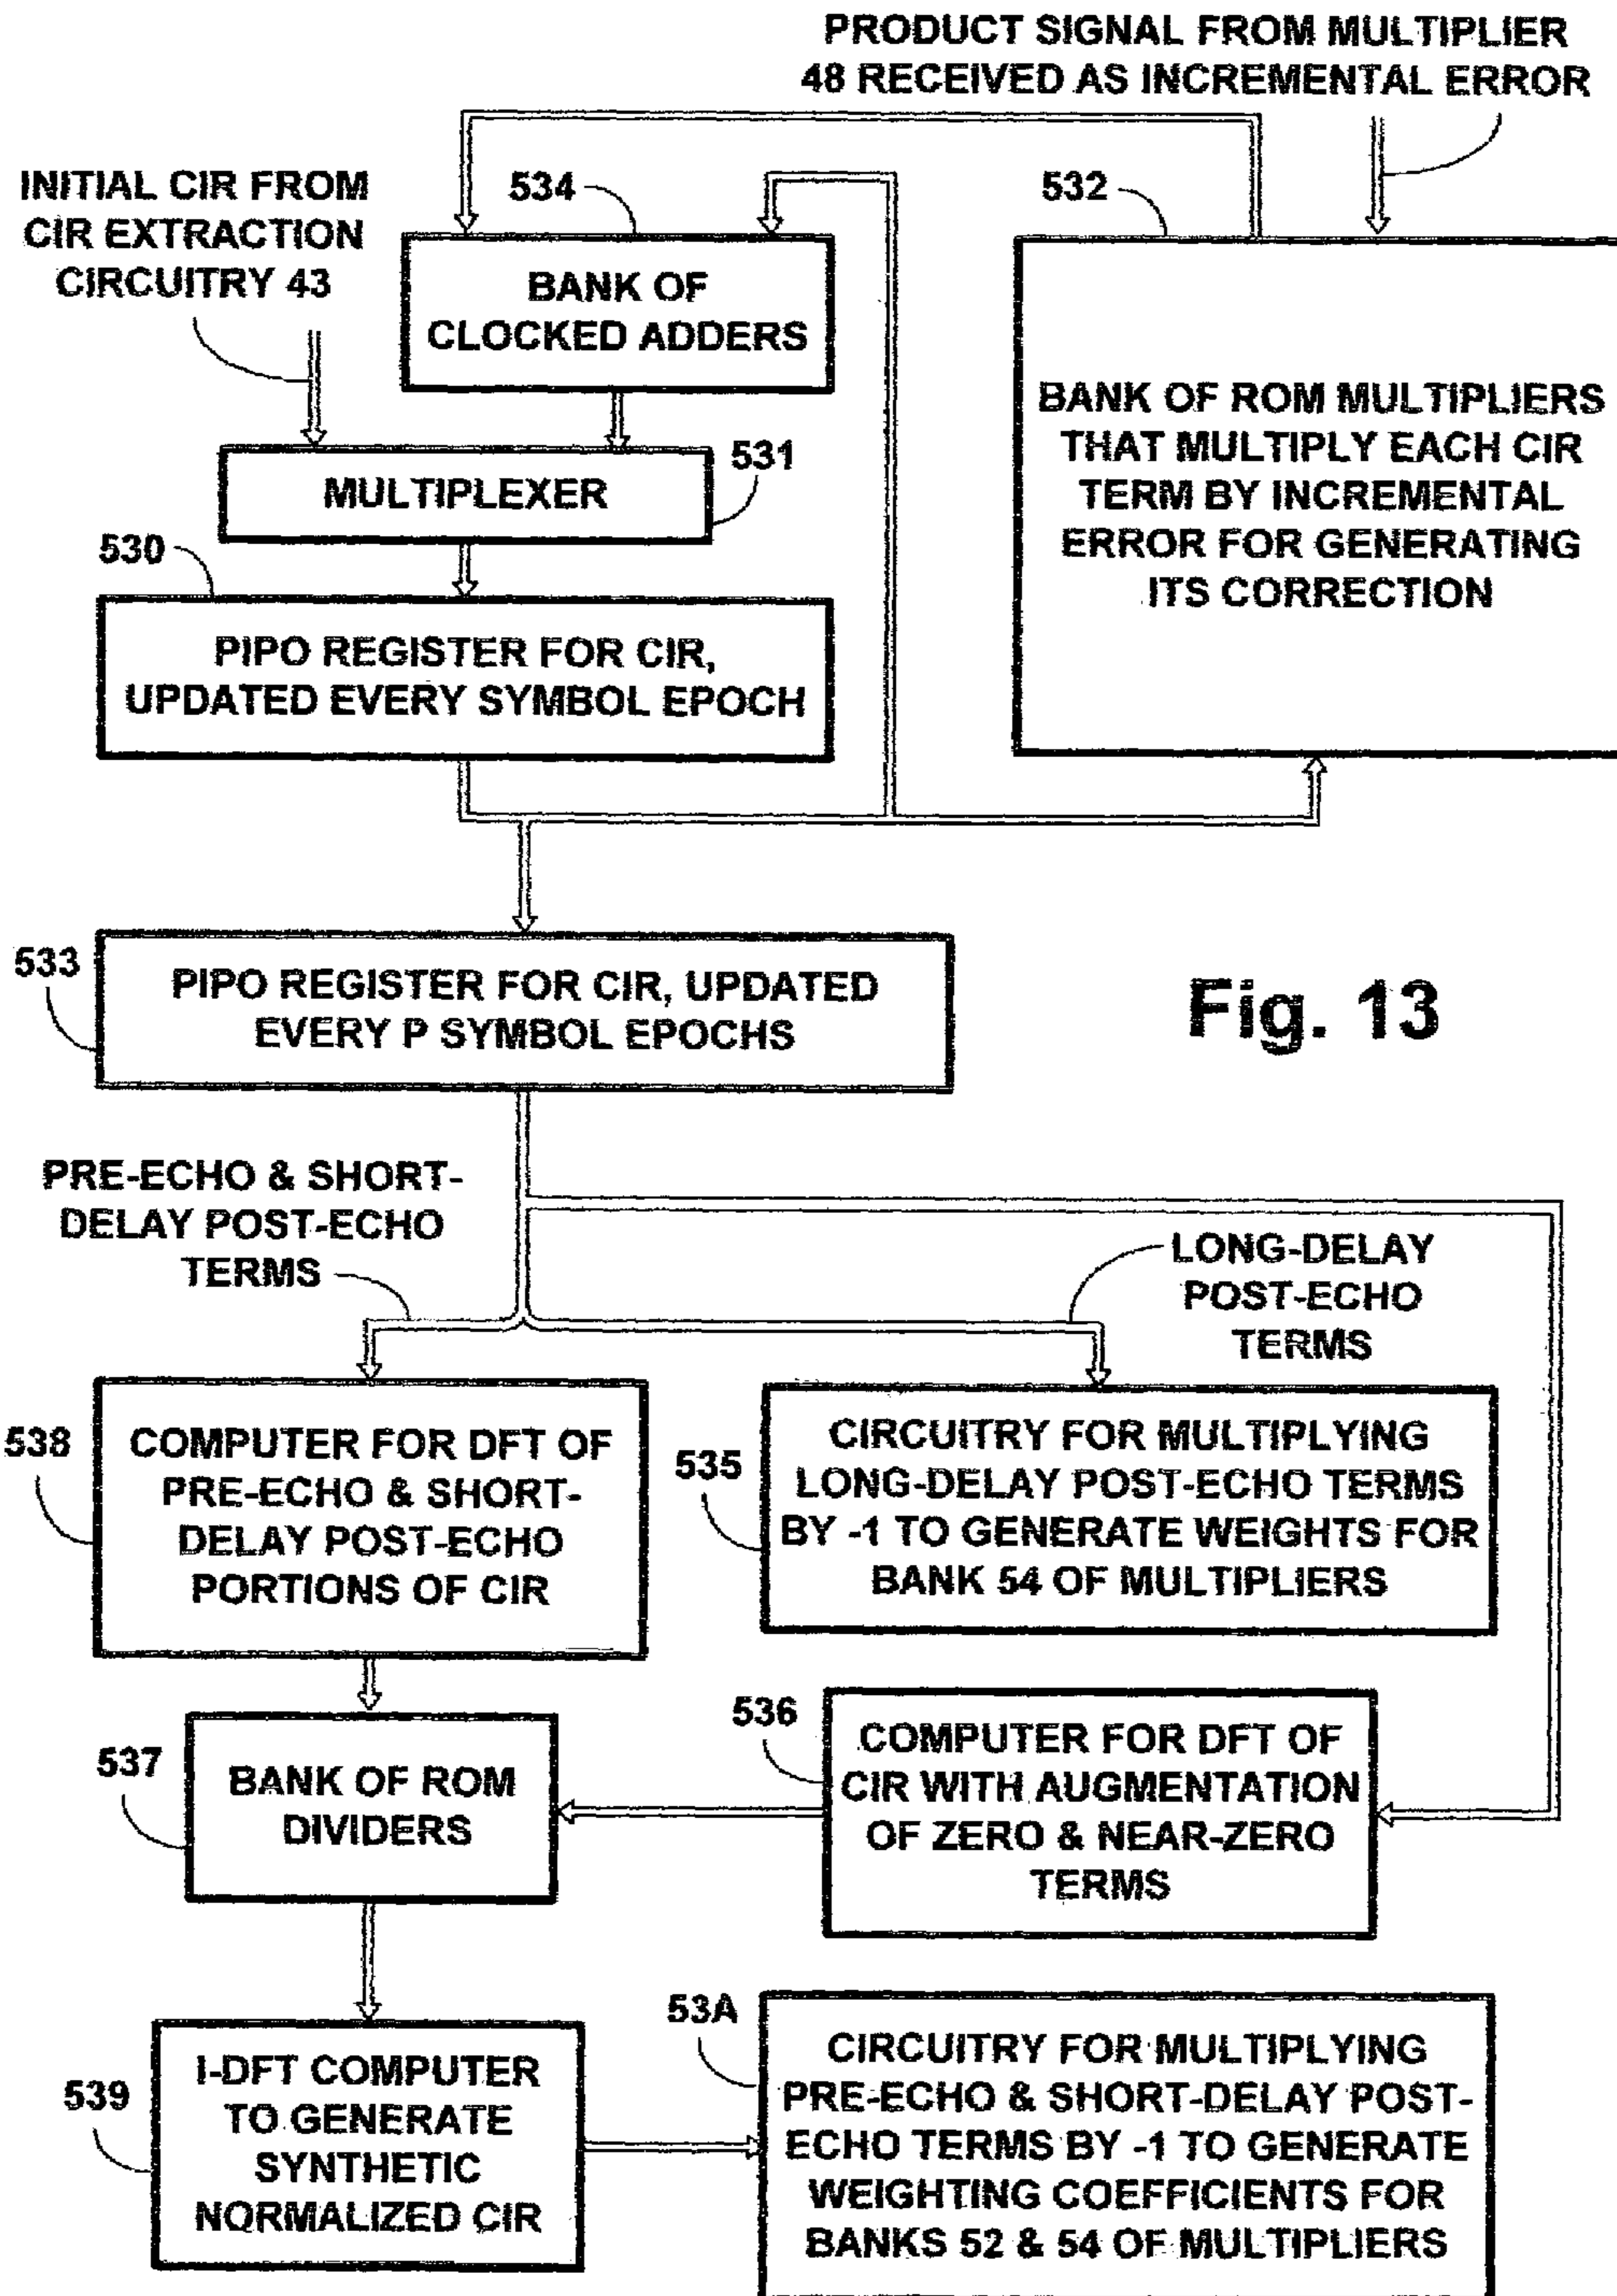 PRODUCT SIGNAL FROM MULTIPLIER
48 RECEIVED AS INCREMENTAL ERROR
INITIAL CIR FROM
CIR EXTRACTION
CIRCUITRY 43
534
BANK OF
CLOCKED ADDERS
532
BANK OF ROM MULTIPLIERS
THAT MULTIPLY EACH CIR
TERM BY INCREMENTAL
ERROR FOR GENERATING
ITS CORRECTION
MULTIPLEXER
531
530
PIPO REGISTER FOR CIR,
UPDATED EVERY SYMBOL EPOCH
533
PIPO REGISTER FOR CIR, UPDATED
EVERY P SYMBOL EPOCHS
Fig. 13
PRE-ECHO & SHORT-
DELAY POST-ECHO
TERMS
LONG-DELAY
POST-ECHO
TERMS
538
COMPUTER FOR DFT OF
PRE-ECHO & SHORT-
DELAY POST-ECHO
PORTIONS OF CIR
535
CIRCUITRY FOR MULTIPLYING
LONG-DELAY POST-ECHO TERMS
BY -1 TO GENERATE WEIGHTS FOR
BANK 54 OF MULTIPLIERS
537
BANK OF ROM
DIVIDERS
536
COMPUTER FOR DFT OF
CIR WITH AUGMENTATION
OF ZERO & NEAR-ZERO
TERMS
539
I-DFT COMPUTER
TO GENERATE
SYNTHETIC
NORMALIZED CIR
53A
CIRCUITRY FOR MULTIPLYING
PRE-ECHO & SHORT-DELAY POST-
ECHO TERMS BY -1 TO GENERATE
WEIGHTING COEFFICIENTS FOR
BANKS 52 & 54 OF MULTIPLIERS